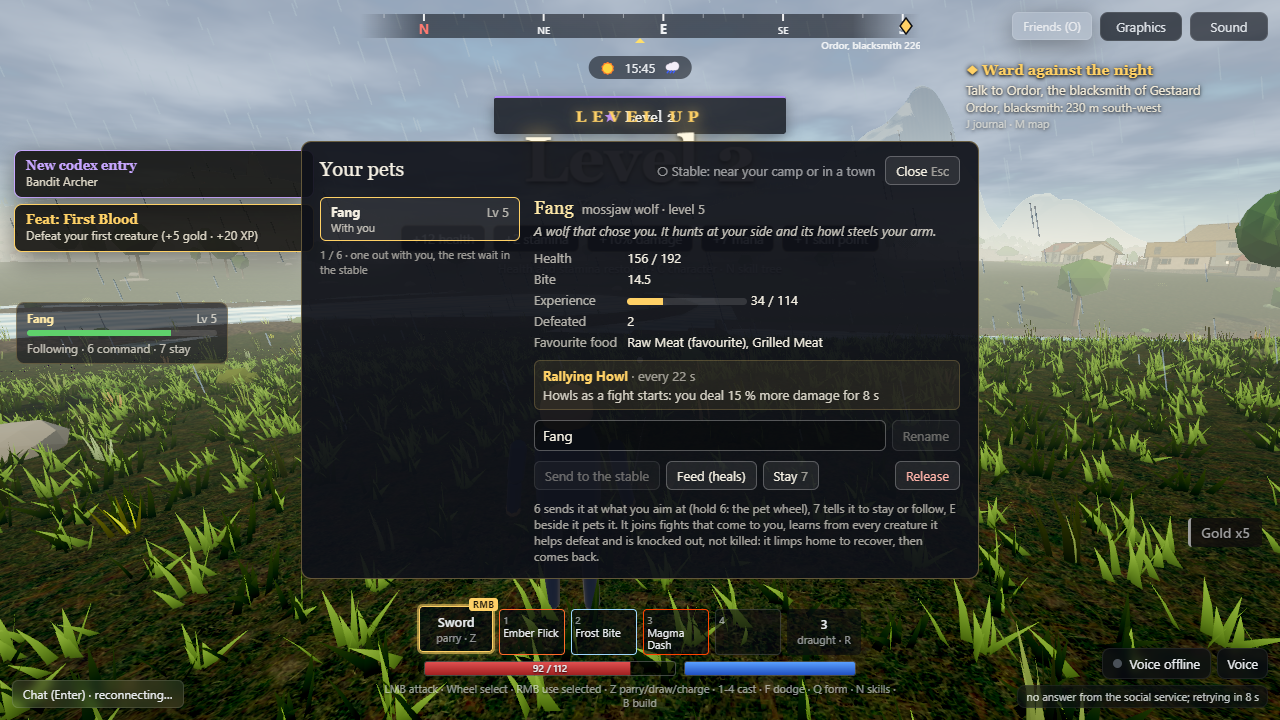 N
NE
E
SE
Ordor, blacksmith 226
15:45
Friends (O)
Graphics
Sound
Ward against the night
Talk to Ordor, the blacksmith of Gestaard
Ordor, blacksmith: 230 m south-west
J journal · M map
LEVEL UP
Level 2
Level 2
New codex entry
Bandit Archer
Feat: First Blood
Defeat your first creature (+5 gold · +20 XP)
Fang
Lv 5
Following · 6 command · 7 stay
Your pets
Stable: near your camp or in a town
Close Esc
Fang
Lv 5
With you
1 / 6 · one out with you, the rest wait in
the stable
Fang mossjaw wolf · level 5
A wolf that chose you. It hunts at your side and its howl steels your arm.
Health 156 / 192
Bite 14.5
Experience 34 / 114
Defeated 2
Favourite food Raw Meat (favourite), Grilled Meat
Rallying Howl · every 22 s
Howls as a fight starts: you deal 15 % more damage for 8 s
Fang
Rename
Send to the stable
Feed (heals)
Stay 7
Release
6 sends it at what you aim at (hold 6: the pet wheel), 7 tells it to stay or follow, E
beside it pets it. It joins fights that come to you, learns from every creature it
helps defeat and is knocked out, not killed: it limps home to recover, then
comes back.
Gold x5
RMB
Sword
parry · Z
1
Ember Flick
2
Frost Bite
3
Magma
Dash
4
3
draught · R
92 / 112
LMB attack · Wheel select · RMB use selected · Z parry/draw/charge · 1-4 cast · F dodge · Q form · N skills ·
B build
Chat (Enter) · reconnecting...
Voice offline
Voice
no answer from the social service; retrying in 8 s